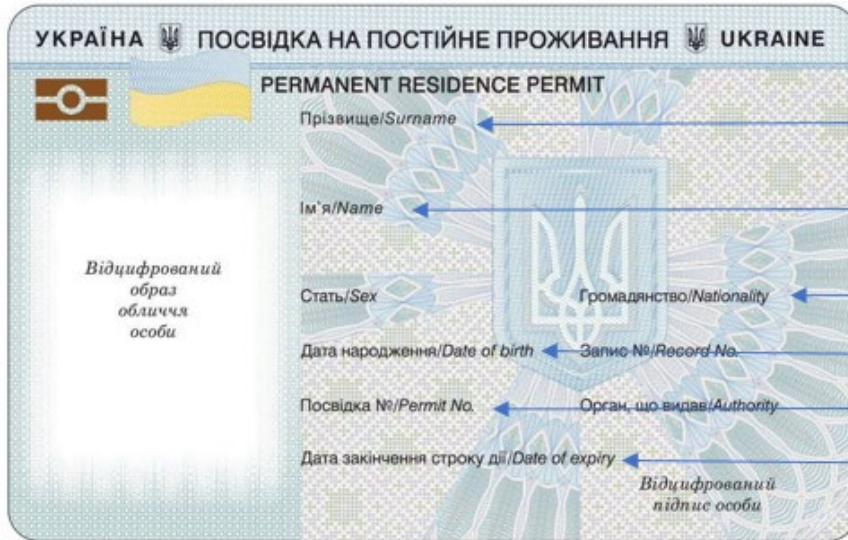 УКРАЇНА ПОСВІДКА НА ПОСТІЙНЕ ПРОЖИВАННЯ UKRAINE
PERMANENT RESIDENCE PERMIT
Прізвище/Surname
Ім`я/Name
Відцифрований
образ
обличчя
особи
Стать/Sex Громадянство/Nationality
Дата народження/Date of birth Запис №/Record No.
Посвідка №/Permit No. Орган, що видав/Authority
Дата закінчення строку дії/Date of expiry
Відцифрований
підпис особи